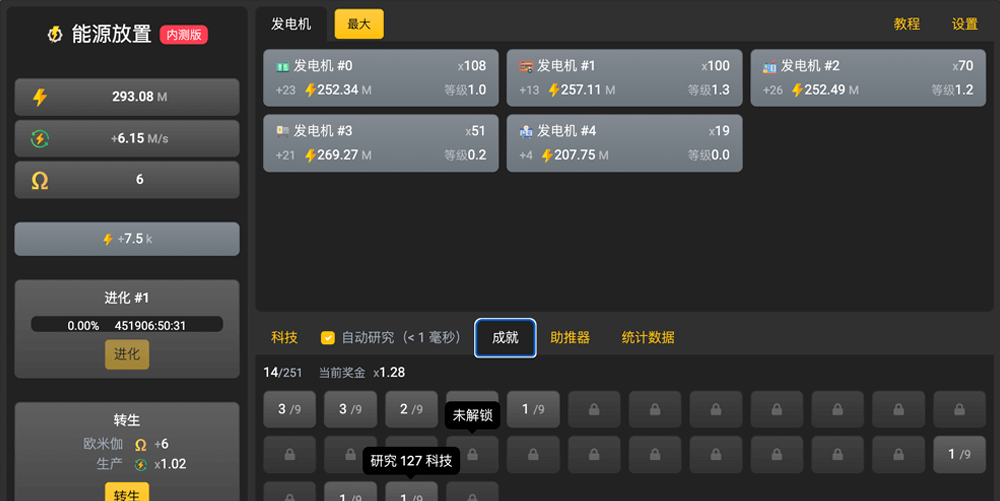 能源放置 内测版
293.08 M
+6.15 M/s
6
+7.5 k
进化 #1
0.00% 451906:50:31
进化
转生
欧米伽 +6
生产 x1.02
转生
发电机 最大 教程 设置
发电机 #0 x108
+23 252.34 M 等级1.0
发电机 #1 x100
+13 257.11 M 等级1.3
发电机 #2 x70
+26 252.49 M 等级1.2
发电机 #3 x51
+21 269.27 M 等级0.2
发电机 #4 x19
+4 207.75 M 等级0.0
科技 自动研究（< 1 毫秒） 成就 助推器 统计数据
14/251 当前奖金 x1.28
3 /9 3 /9 2 /9 1 /9
未解锁
1 /9
研究 127 科技
1 /9 1 /9